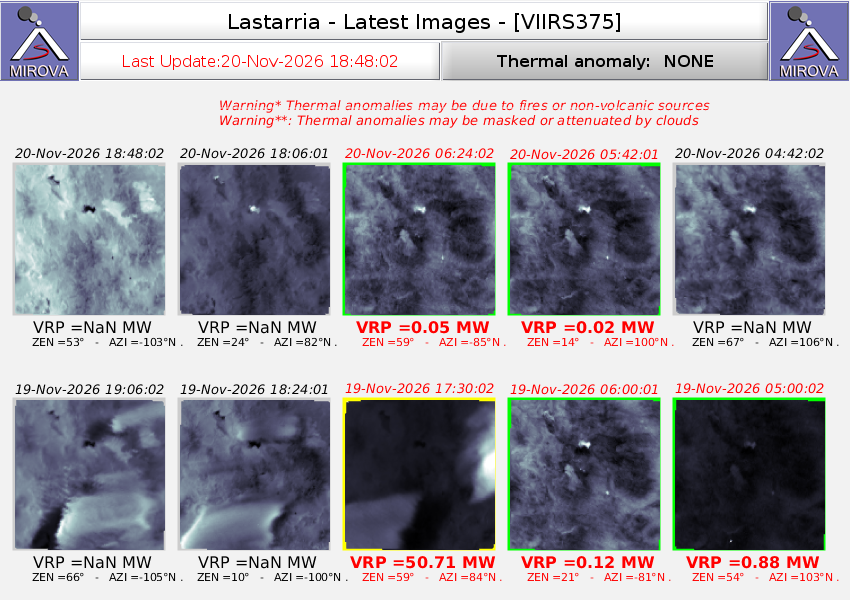 Lastarria - Latest Images - [VIIRS375]
MIROVA
Last Update:20-Nov-2026 18:48:02
Thermal anomaly: NONE
MIROVA
Warning* Thermal anomalies may be due to fires or non-volcanic sources
Warning**: Thermal anomalies may be masked or attenuated by clouds
20-Nov-2026 18:48:02
20-Nov-2026 18:06:01
20-Nov-2026 06:24:02
20-Nov-2026 05:42:01
20-Nov-2026 04:42:02
VRP =NaN MW
VRP =NaN MW
VRP =0.05 MW
VRP =0.02 MW
VRP =NaN MW
ZEN =53° - AZI =-103°N .
ZEN =24° - AZI =82°N .
ZEN =59° - AZI =-85°N .
ZEN =14° - AZI =100°N .
ZEN =67° - AZI =106°N .
19-Nov-2026 19:06:02
19-Nov-2026 18:24:01
19-Nov-2026 17:30:02
19-Nov-2026 06:00:01
19-Nov-2026 05:00:02
VRP =NaN MW
VRP =NaN MW
VRP =50.71 MW
VRP =0.12 MW
VRP =0.88 MW
ZEN =66° - AZI =-105°N .
ZEN =10° - AZI =-100°N .
ZEN =59° - AZI =84°N .
ZEN =21° - AZI =-81°N .
ZEN =54° - AZI =103°N .